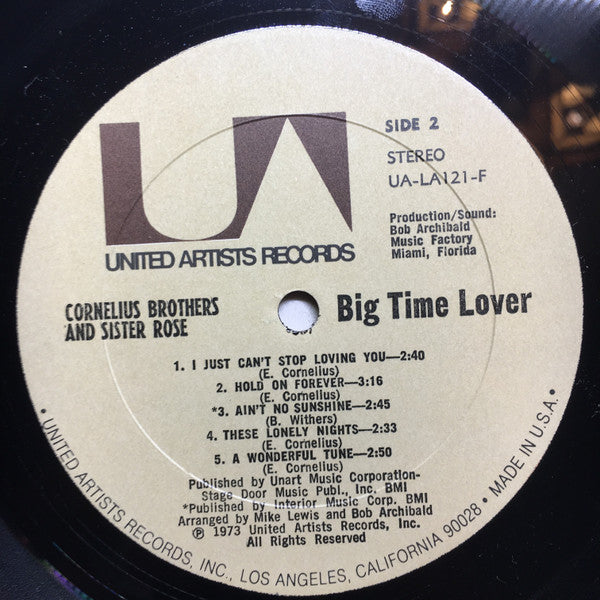 UA
SIDE 2
STEREO
UA-LA121-F
Production/Sound:
Bob Archibald
Music Factory
Miami, Florida
UNITED ARTISTS RECORDS
CORNELIUS BROTHERS
AND SISTER ROSE
Big Time Lover
1. I JUST CAN'T STOP LOVING YOU—2:40
(E. Cornelius)
2. HOLD ON FOREVER—3:16
(E. Cornelius)
*3. AIN'T NO SUNSHINE—2:45
(B. Withers)
4. THESE LONELY NIGHTS—2:33
(E. Cornelius)
5. A WONDERFUL TUNE—2:50
(E. Cornelius)
Published by Unart Music Corporation-
Stage Door Music Publ., Inc. BMI
*Published by Interior Music Corp. BMI
Arranged by Mike Lewis and Bob Archibald
℗ 1973 United Artists Records, Inc.
All Rights Reserved
• UNITED ARTISTS RECORDS, INC., LOS ANGELES, CALIFORNIA 90028 • MADE IN U.S.A. •